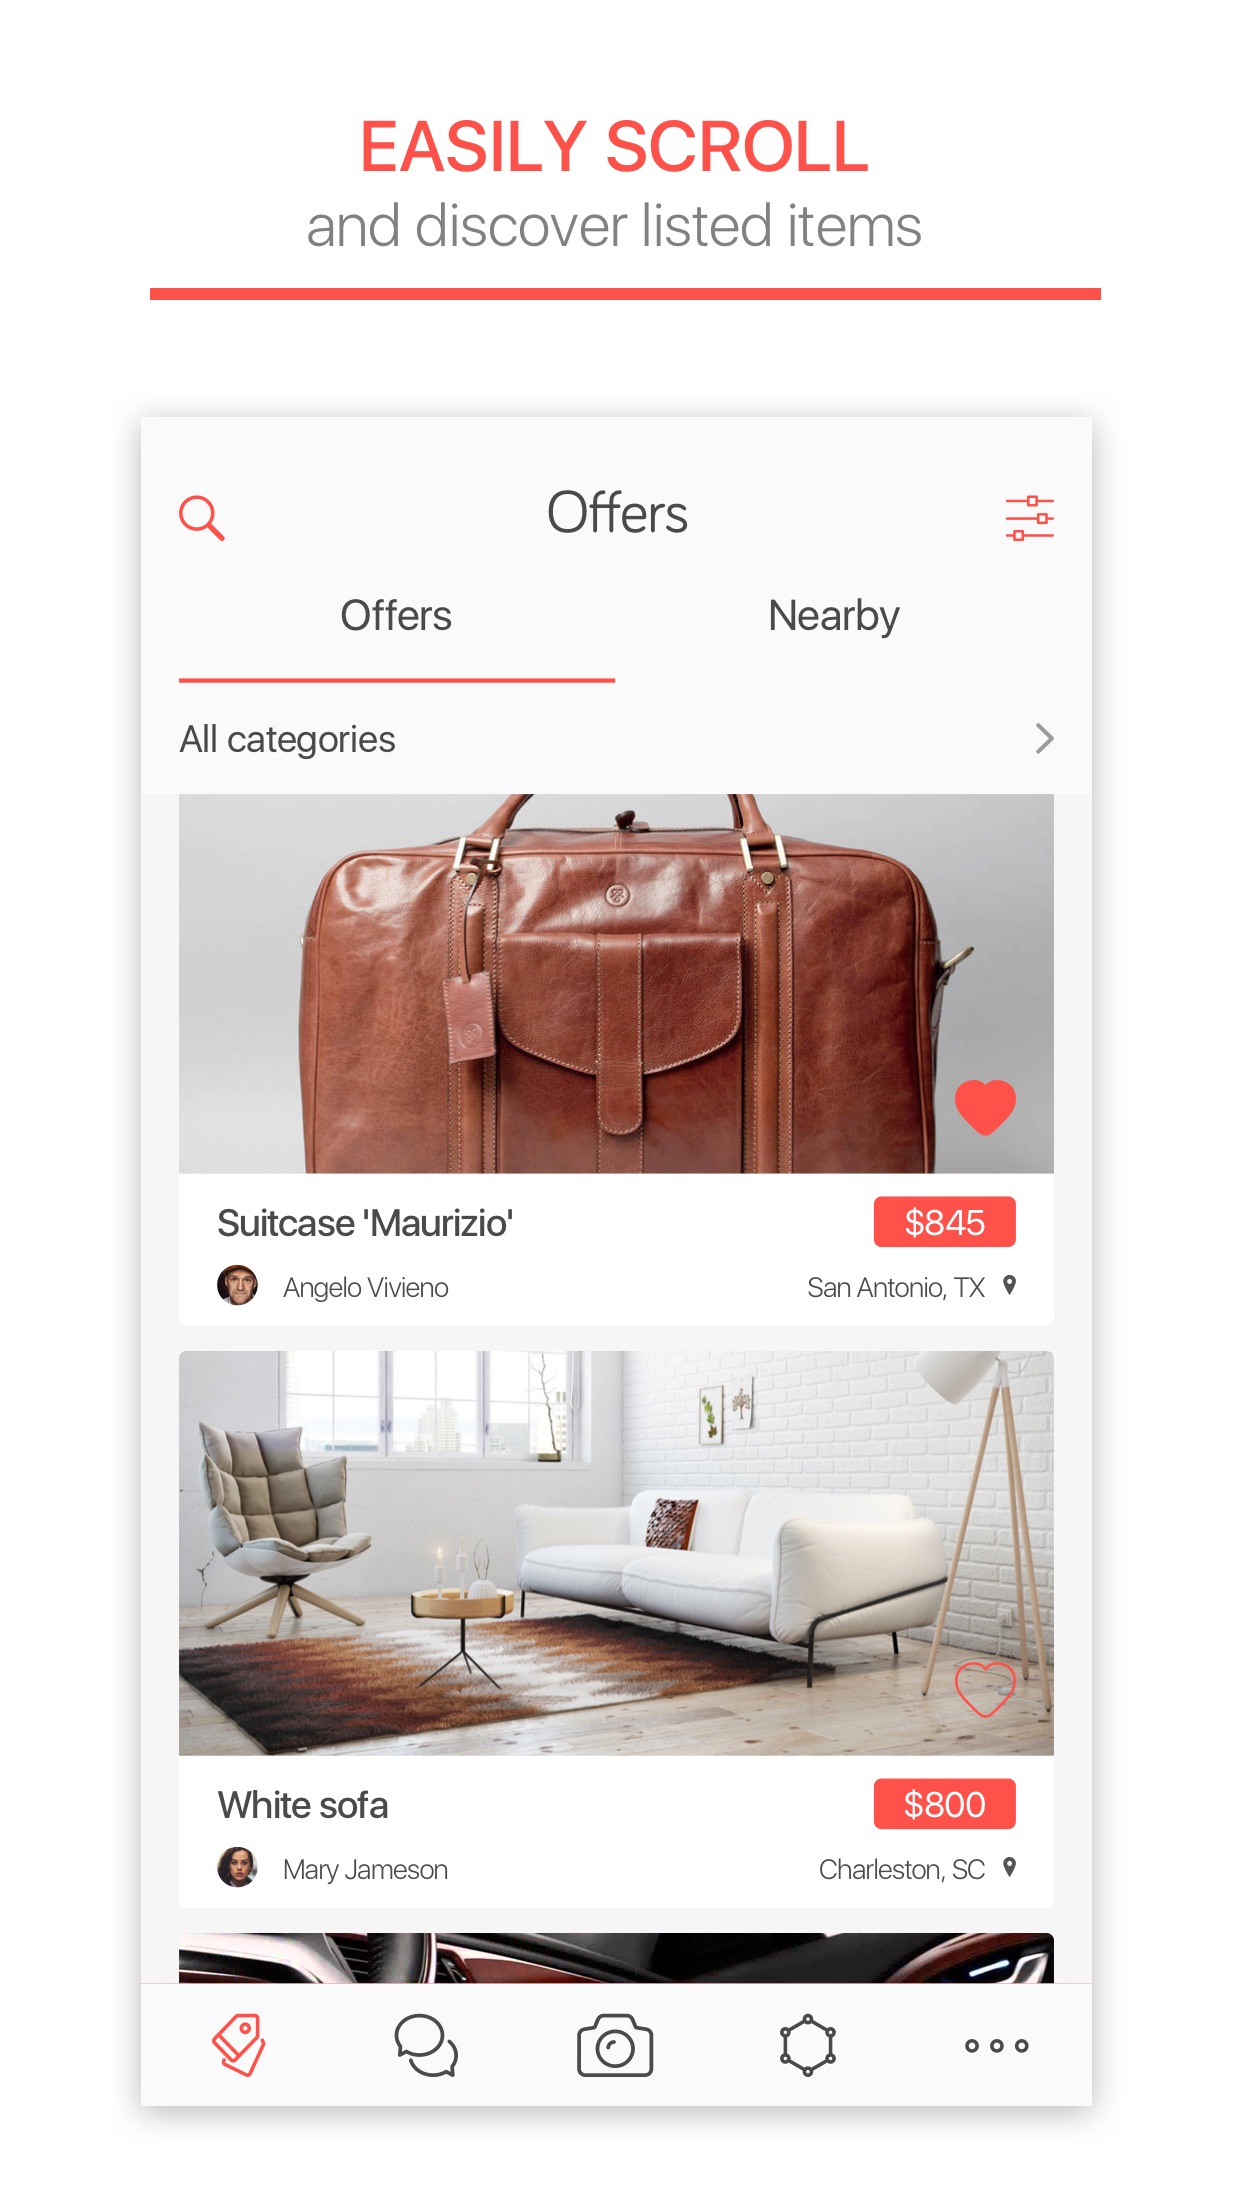 EASILY SCROLL
and discover listed items
Offers
Offers
Nearby
All categories
Suitcase 'Maurizio'
$845
Angelo Vivieno
San Antonio, TX
White sofa
$800
Mary Jameson
Charleston, SC